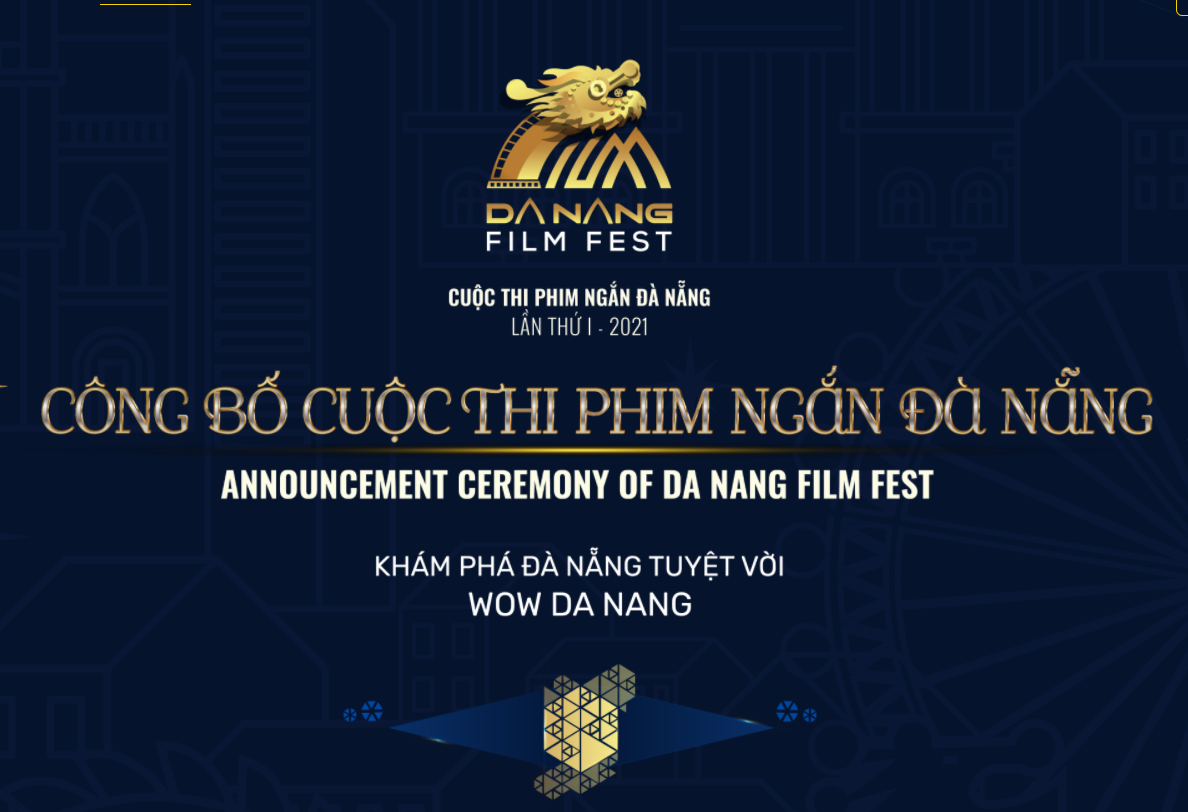 FILM
DA NANG
FILM FEST
CUỘC THI PHIM NGẮN ĐÀ NẴNG
LẦN THỨ I - 2021
CÔNG BỐ CUỘC THI PHIM NGẮN ĐÀ NẴNG
ANNOUNCEMENT CEREMONY OF DA NANG FILM FEST
KHÁM PHÁ ĐÀ NẴNG TUYỆT VỜI
WOW DA NANG